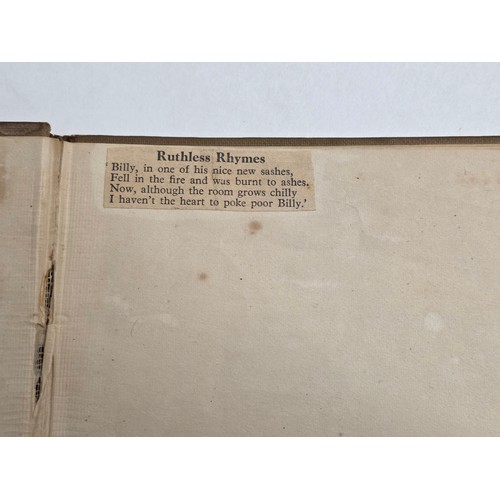 Ruthless Rhymes
Billy, in one of his nice new sashes,
Fell in the fire and was burnt to ashes,
Now, although the room grows chilly
I haven't the heart to poke poor Billy.'